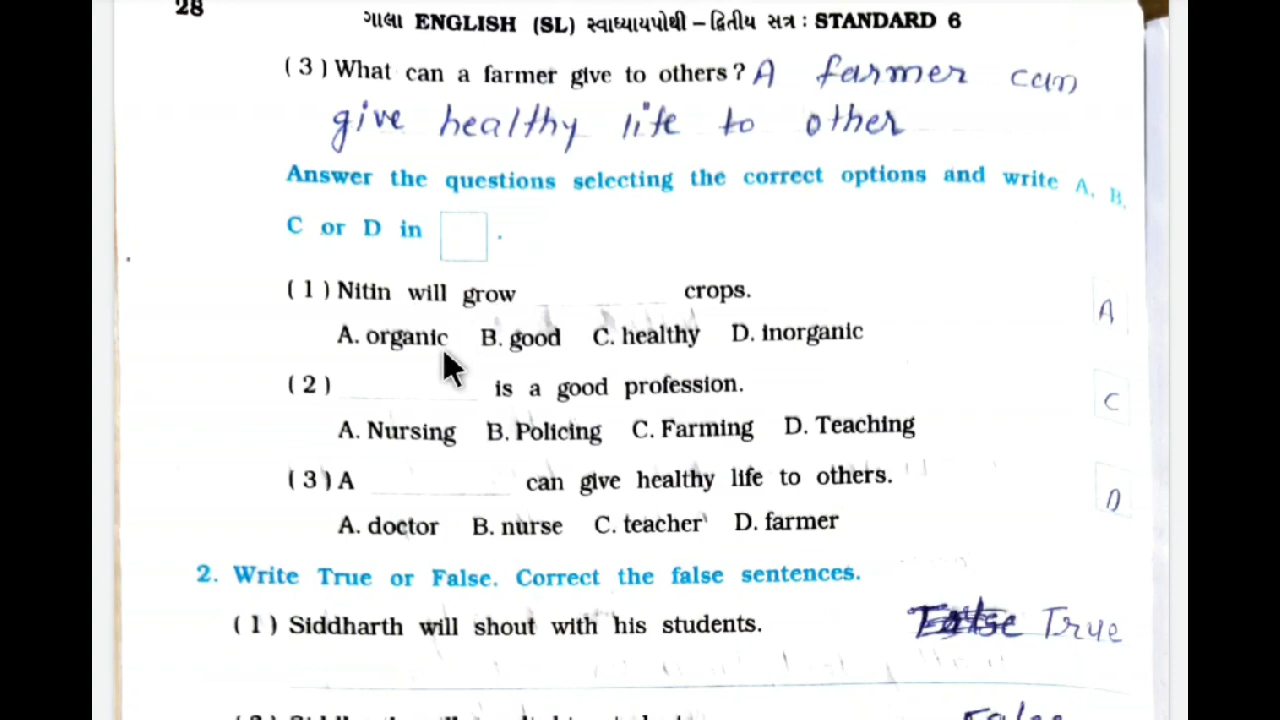 28
ગાલા ENGLISH (SL) સ્વાધ્યાયપોથી – દ્વિતીય સત્ર : STANDARD 6
( 3 ) What can a farmer give to others ? A farmer can
give healthy life to other
Answer the questions selecting the correct options and write A, B,
C or D in .
( 1 ) Nitin will grow crops. A
A. organic B. good C. healthy D. inorganic
( 2 ) is a good profession. C
A. Nursing B. Policing C. Farming D. Teaching
( 3 ) A can give healthy life to others. D
A. doctor B. nurse C. teacher D. farmer
2. Write True or False. Correct the false sentences.
( 1 ) Siddharth will shout with his students. True